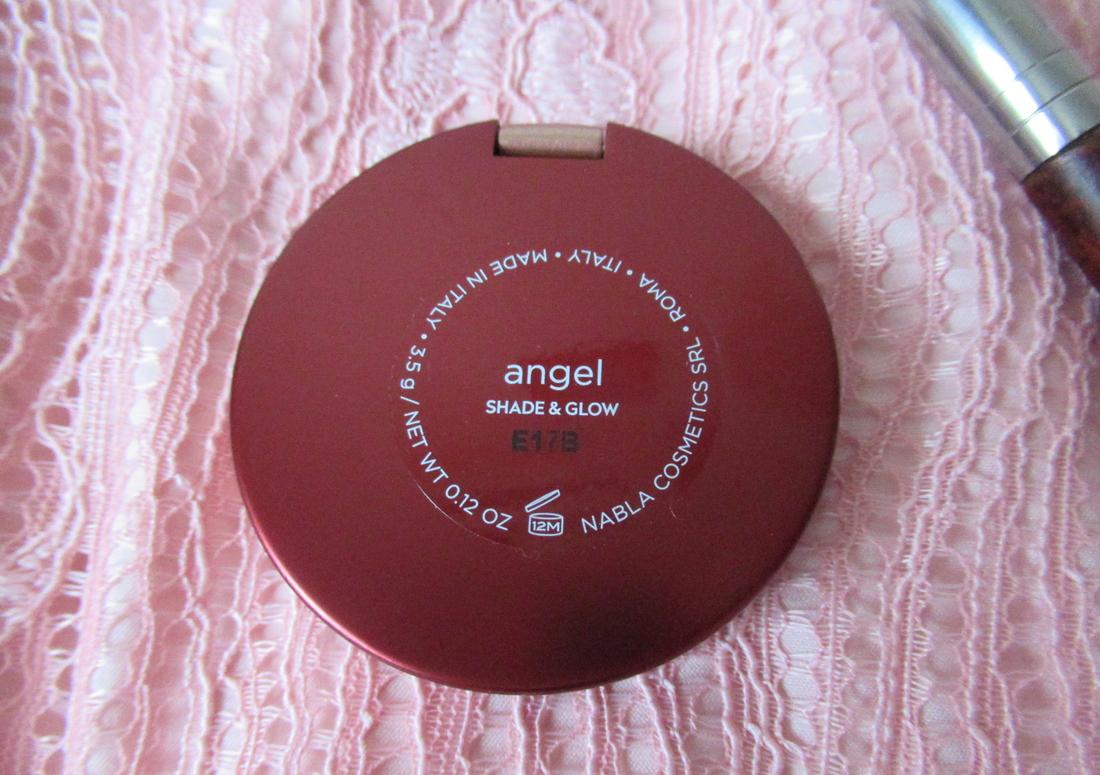 angel
SHADE & GLOW
E17B
NABLA COSMETICS SRL • ROMA • ITALY • MADE IN ITALY • 3.5 g / NET WT 0.12 OZ
12M